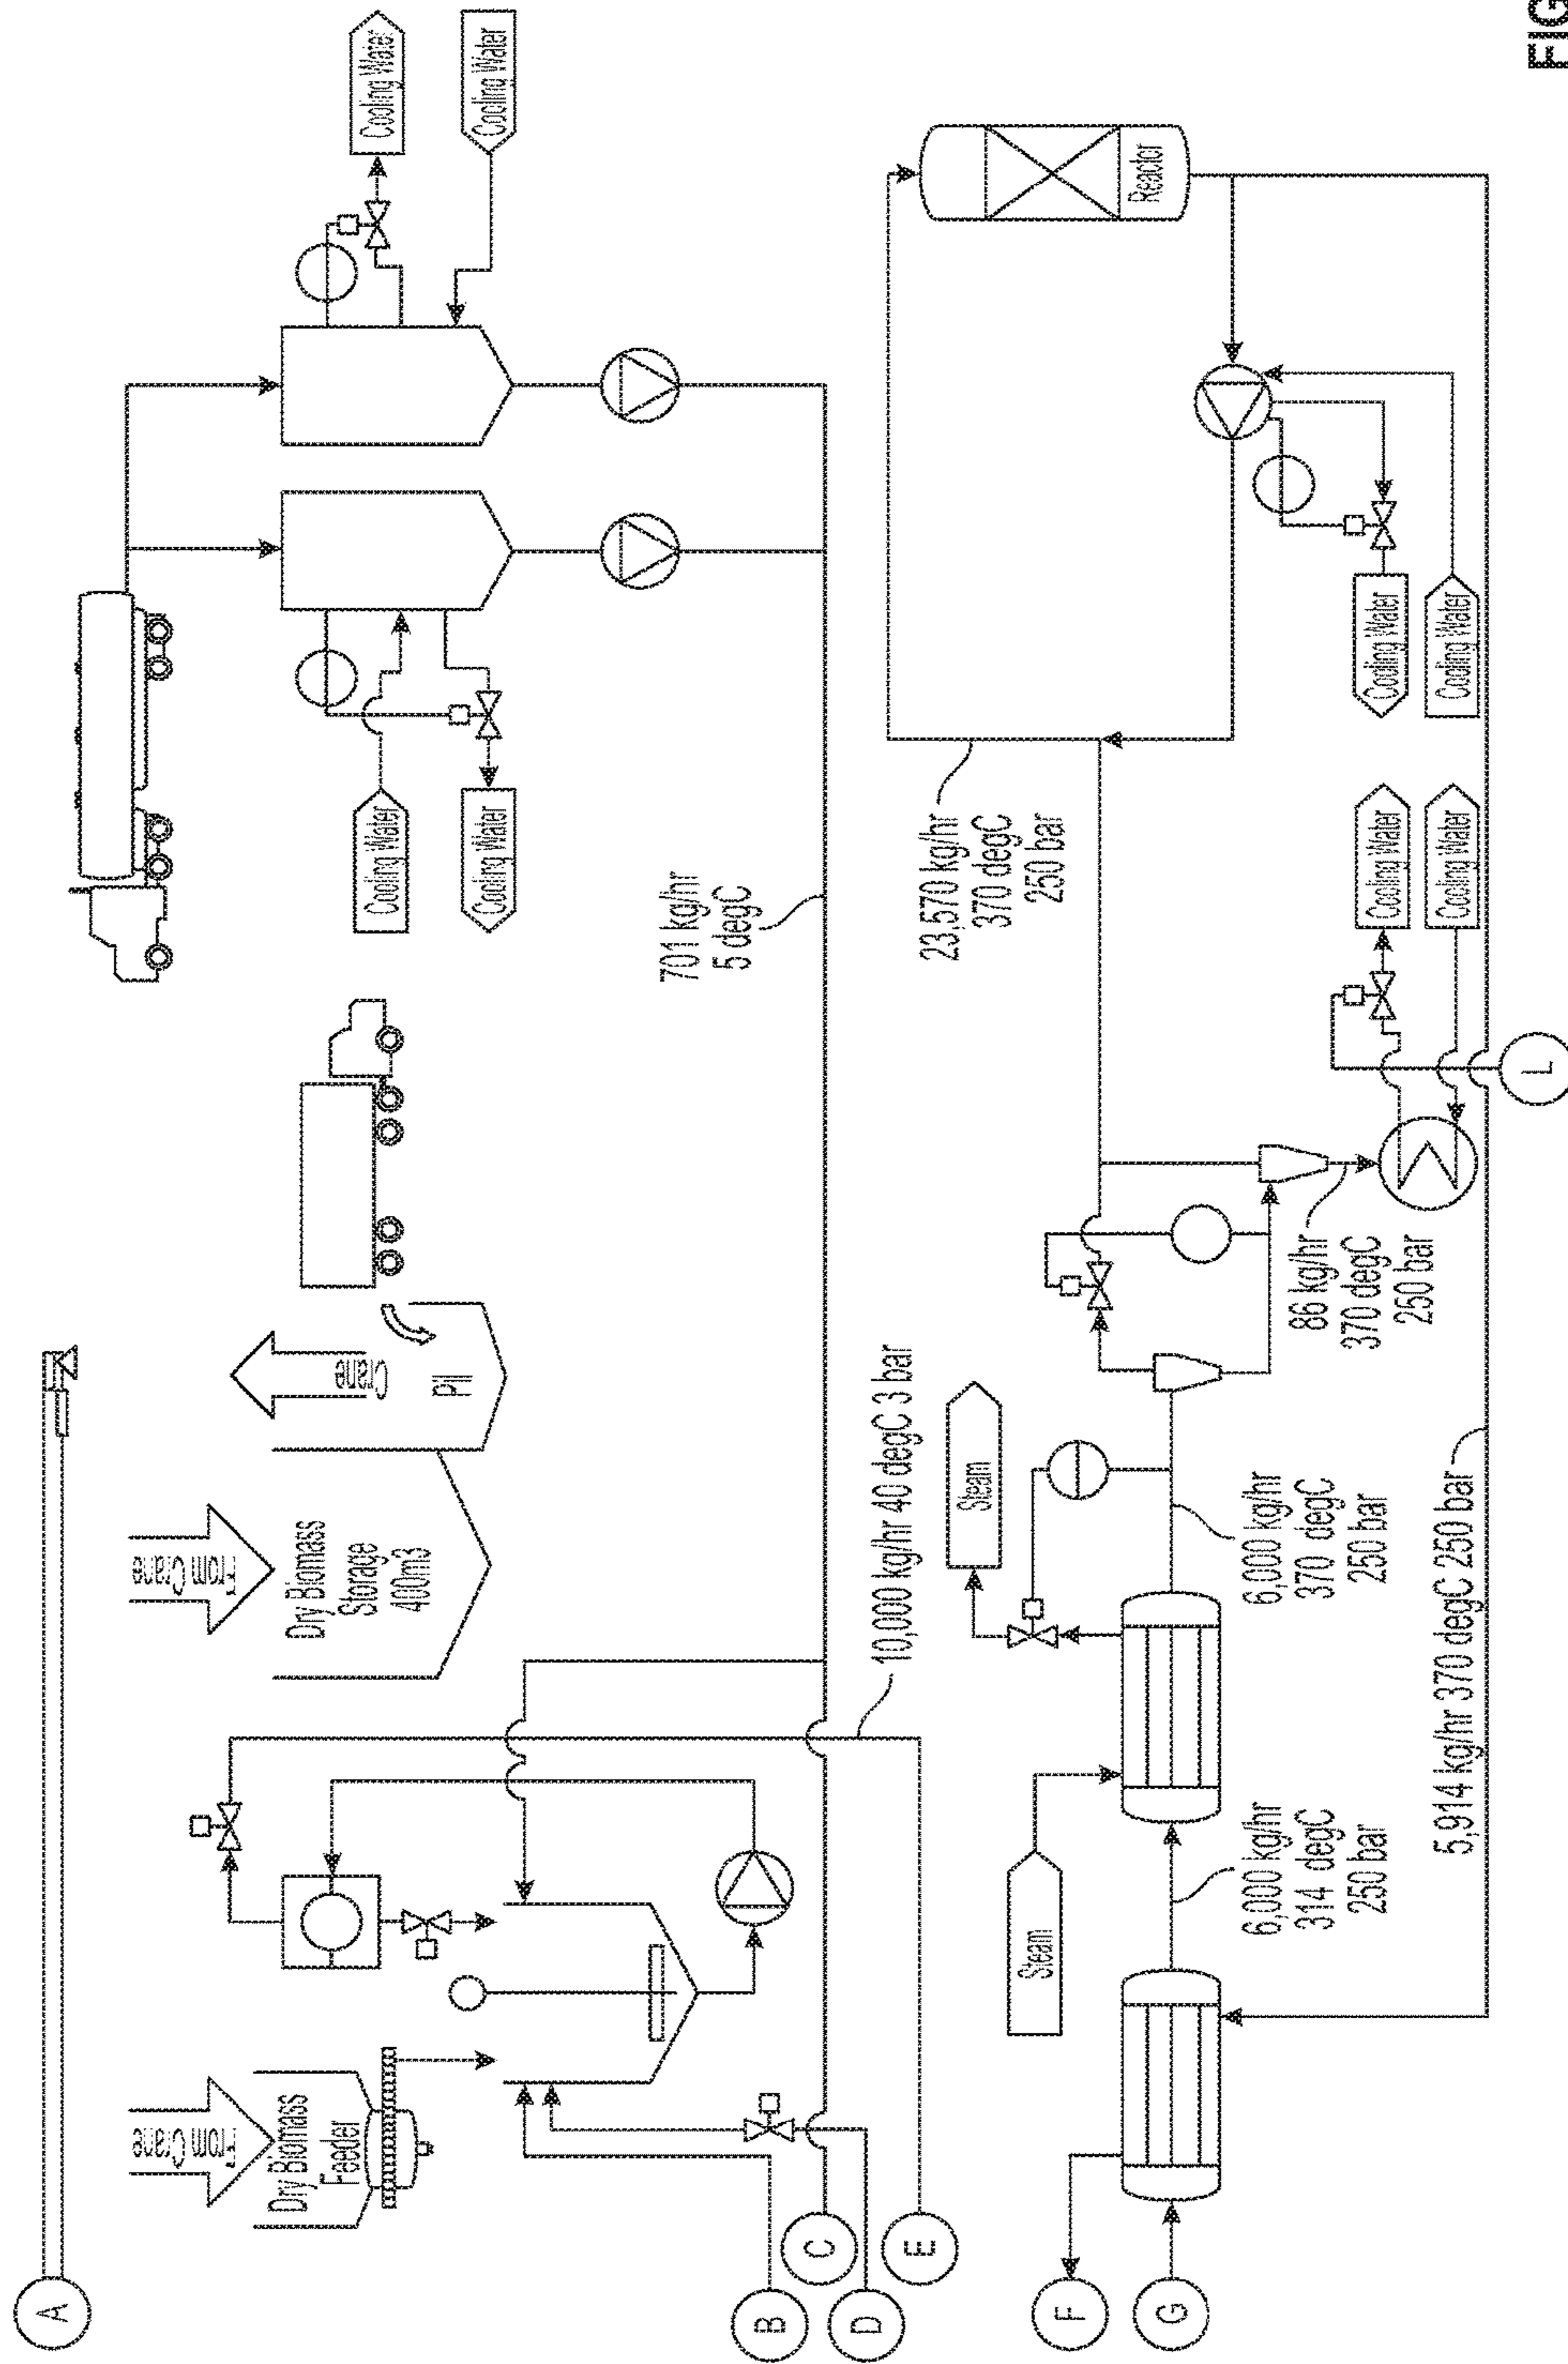 A
From Crane
Dry Biomass
Feeder
From Crane
Dry Biomass
Storage
400m3
Crane
Pil
Cooling Water
Cooling Water
Cooling Water
Cooling Water
701 kg/hr
5 degC
B
C
D
E
10,000 kg/hr 40 degC 3 bar
F
G
Steam
Steam
6,000 kg/hr
314 degC
250 bar
6,000 kg/hr
370 degC
250 bar
86 kg/hr
370 degC
250 bar
23,570 kg/hr
370 degC
250 bar
Reactor
Cooling Water
Cooling Water
Cooling Water
Cooling Water
5,914 kg/hr 370 degC 250 bar
L
FIG